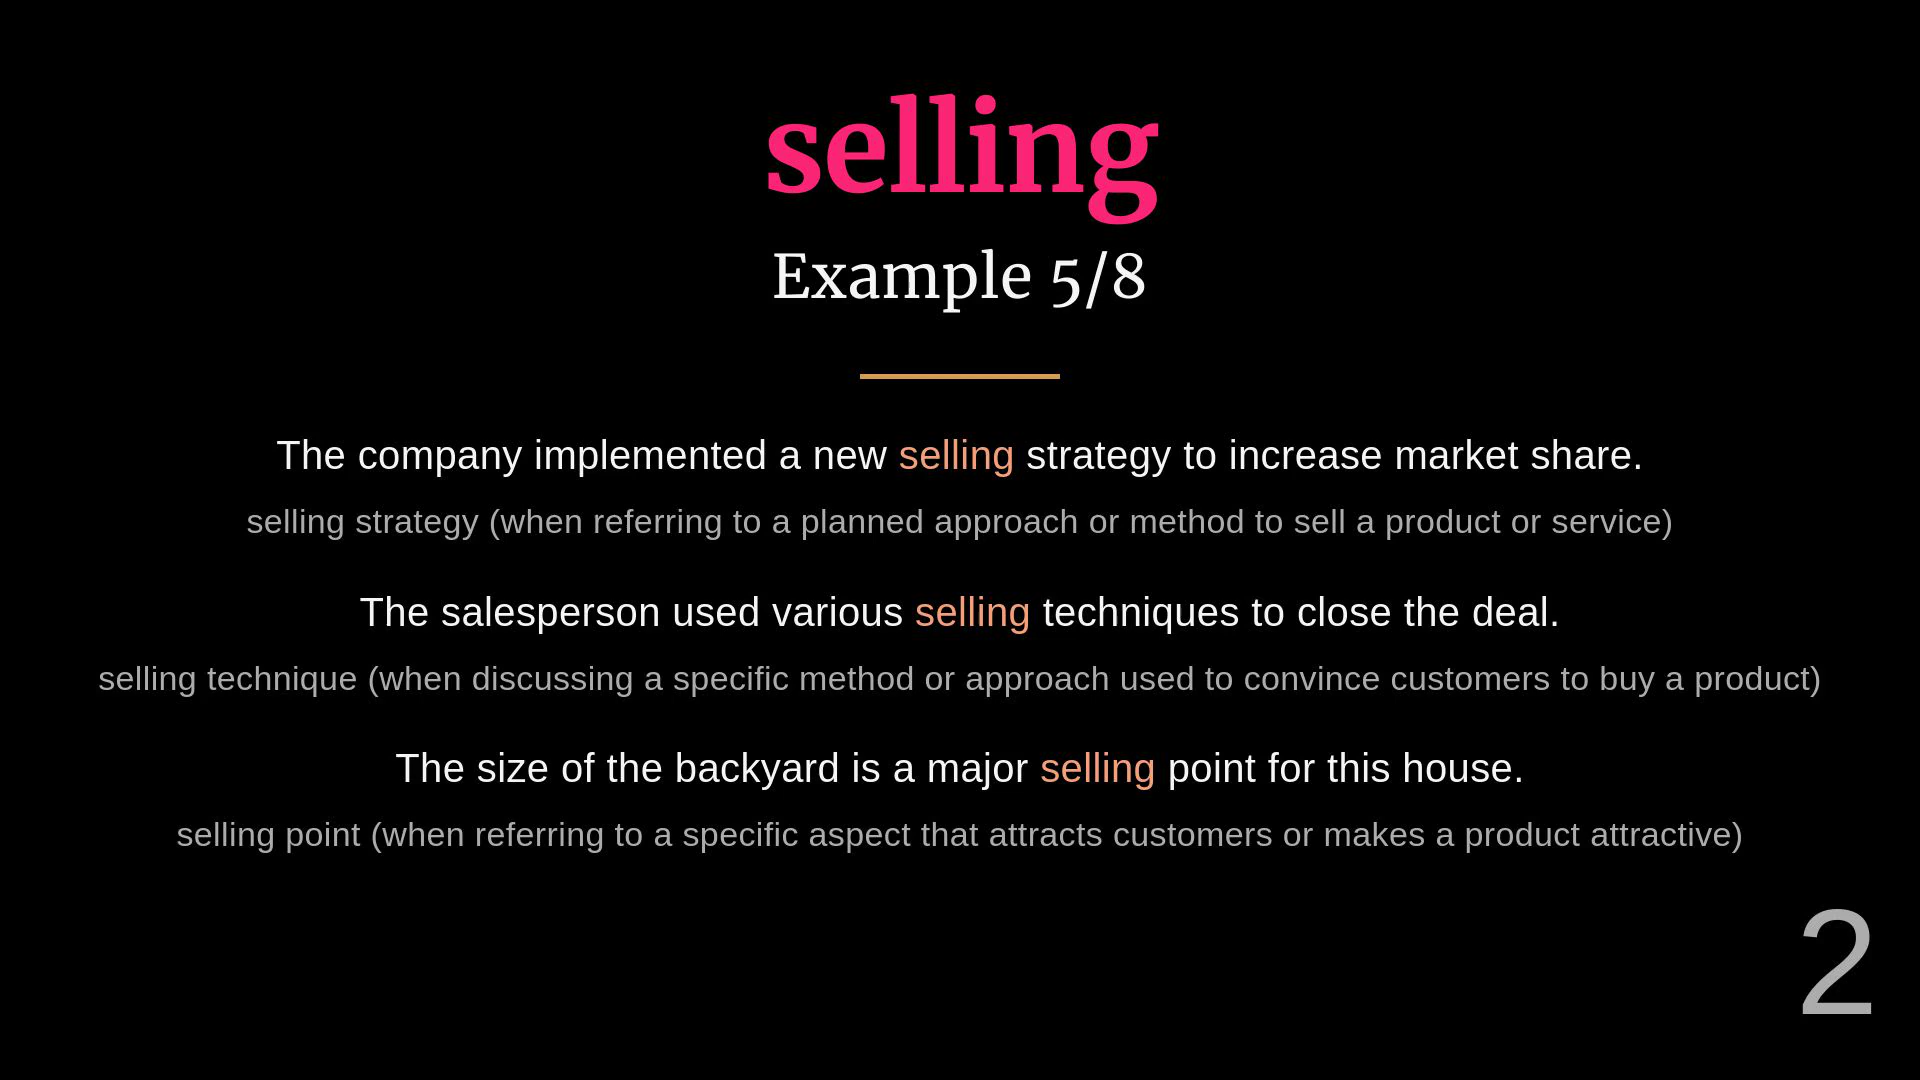 selling
Example 5/8
The company implemented a new selling strategy to increase market share.
selling strategy (when referring to a planned approach or method to sell a product or service)
The salesperson used various selling techniques to close the deal.
selling technique (when discussing a specific method or approach used to convince customers to buy a product)
The size of the backyard is a major selling point for this house.
selling point (when referring to a specific aspect that attracts customers or makes a product attractive)
2